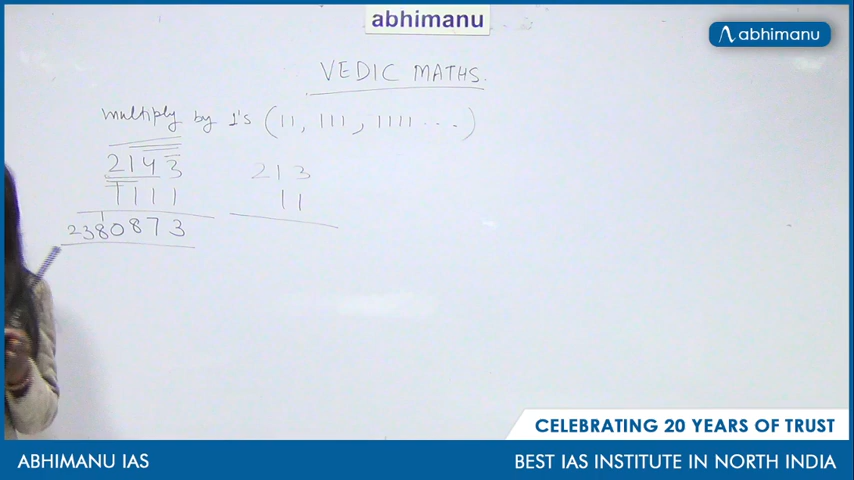 abhimanu
abhimanu
VEDIC MATHS.
multiply by 1's (11, 111, 1111 ....)
2143
1111
2380873
213
11
CELEBRATING 20 YEARS OF TRUST
ABHIMANU IAS
BEST IAS INSTITUTE IN NORTH INDIA